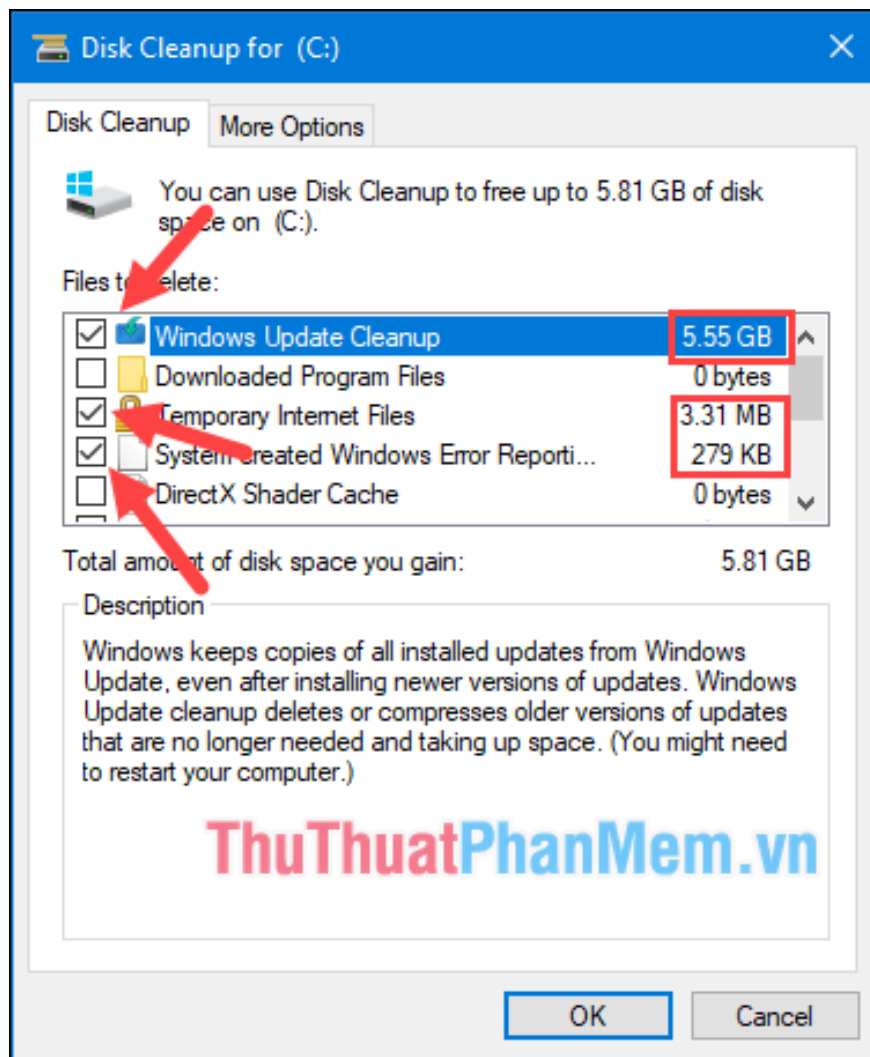 Disk Cleanup for (C:)
Disk Cleanup
More Options
You can use Disk Cleanup to free up to 5.81 GB of disk
space on (C:).
Files to delete:
Windows Update Cleanup 5.55 GB
Downloaded Program Files 0 bytes
Temporary Internet Files 3.31 MB
System created Windows Error Reporti... 279 KB
DirectX Shader Cache 0 bytes
Total amount of disk space you gain: 5.81 GB
Description
Windows keeps copies of all installed updates from Windows
Update, even after installing newer versions of updates. Windows
Update cleanup deletes or compresses older versions of updates
that are no longer needed and taking up space. (You might need
to restart your computer.)
ThuThuatPhanMem.vn
OK Cancel